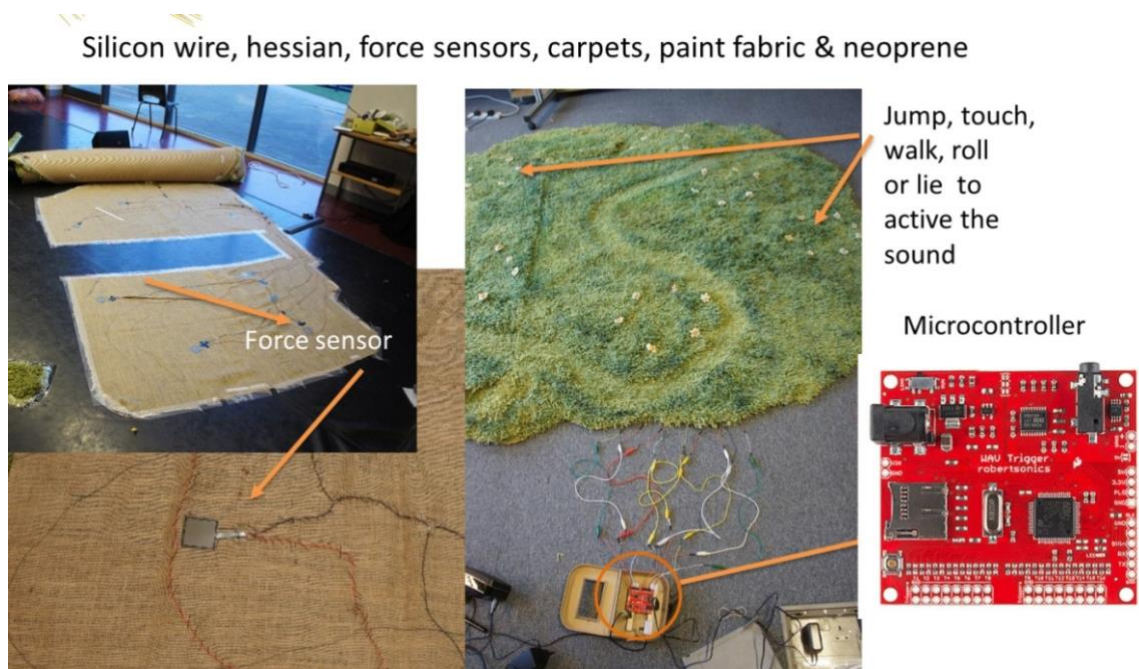 Silicon wire, hessian, force sensors, carpets, paint fabric & neoprene
Jump, touch,
walk, roll
or lie to
active the
sound
Force sensor
Microcontroller
WAV Trigger
robertsonics